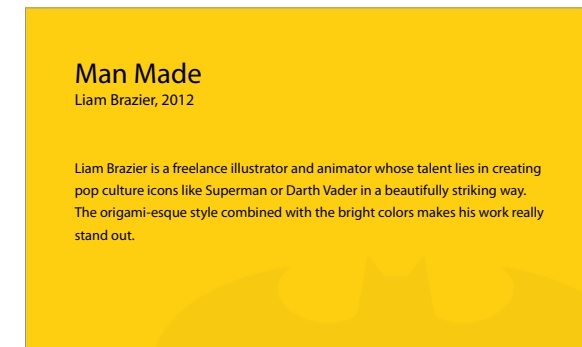 Man Made
Liam Brazier, 2012
Liam Brazier is a freelance illustrator and animator whose talent lies in creating
pop culture icons like Superman or Darth Vader in a beautifully striking way.
The origami-esque style combined with the bright colors makes his work really
stand out.